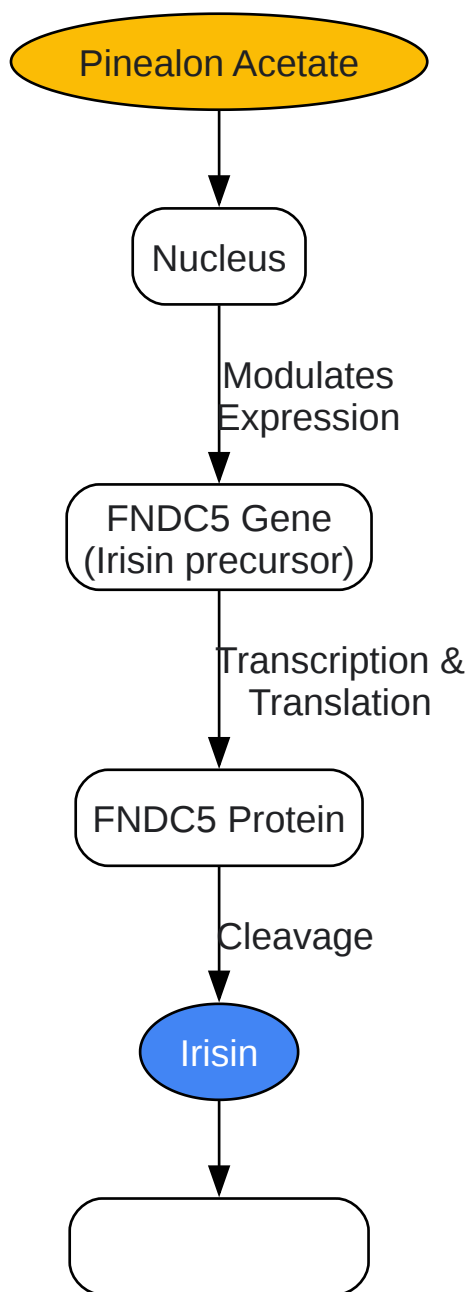 Pinealon Acetate
Nucleus
Modulates
Expression
FNDC5 Gene
(Irisin precursor)
Transcription &
Translation
FNDC5 Protein
Cleavage
Irisin